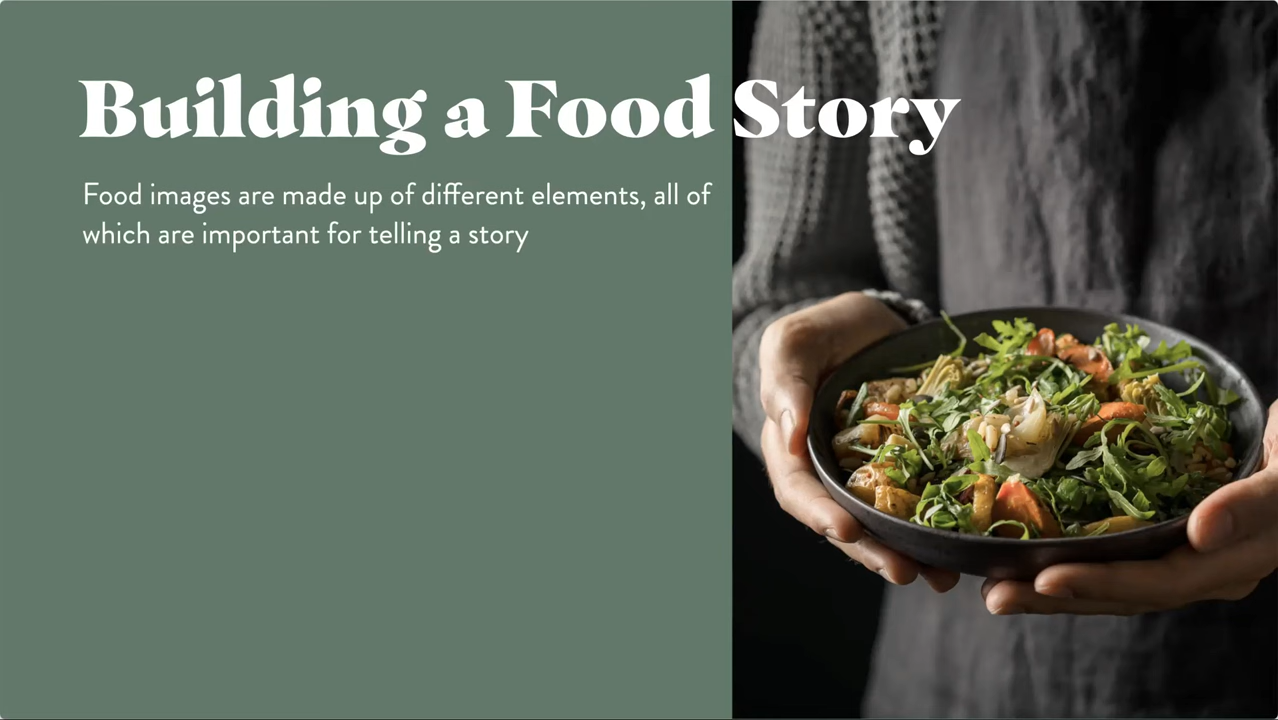 Building a Food Story
Food images are made up of different elements, all of
which are important for telling a story